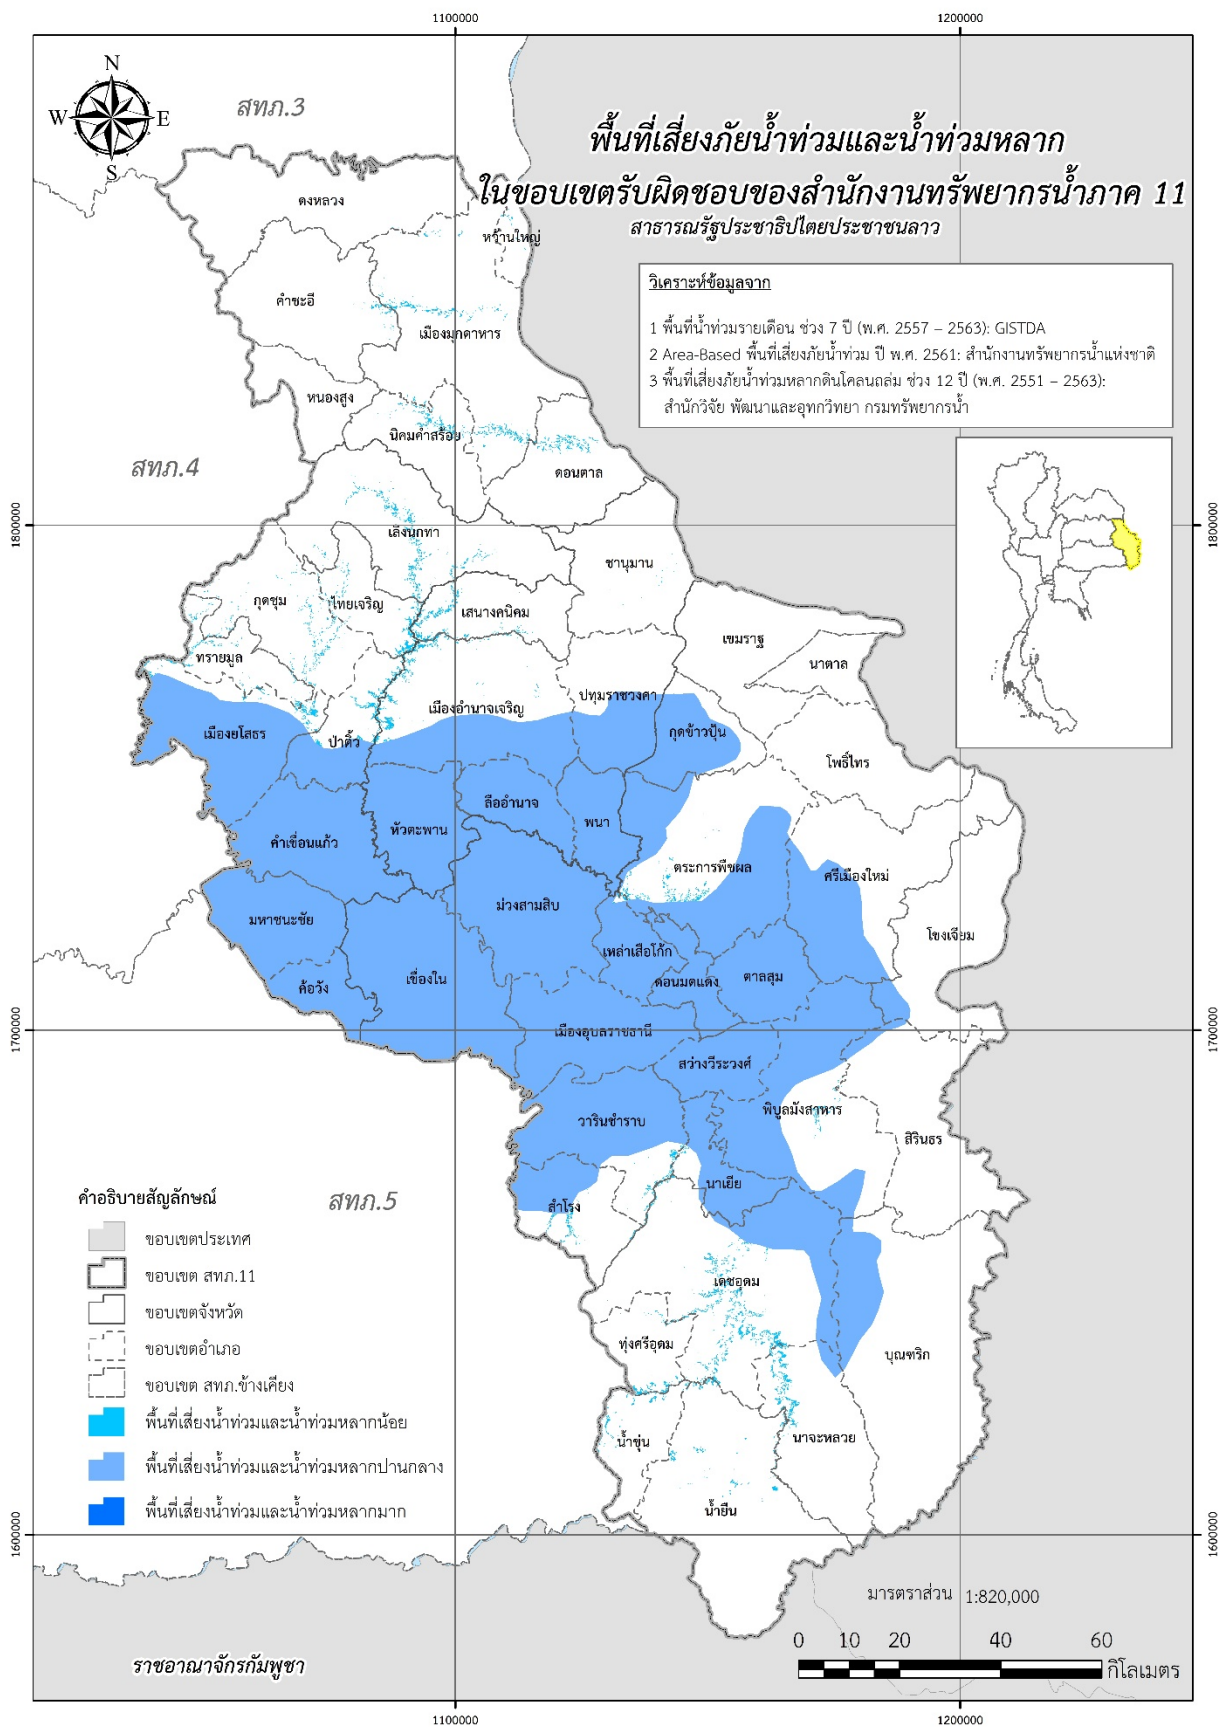 1100000
1200000
N
W
E
S
สทภ.3
พื้นที่เสี่ยงภัยน้ำท่วมและน้ำท่วมหลาก
ในขอบเขตรับผิดชอบของสำนักงานทรัพยากรน้ำภาค 11
สาธารณรัฐประชาธิปไตยประชาชนลาว
วิเคราะห์ข้อมูลจาก
1 พื้นที่น้ำท่วมรายเดือน ช่วง 7 ปี (พ.ศ. 2557 – 2563): GISTDA
2 Area-Based พื้นที่เสี่ยงภัยน้ำท่วม ปี พ.ศ. 2561: สำนักงานทรัพยากรน้ำแห่งชาติ
3 พื้นที่เสี่ยงภัยน้ำท่วมหลากดินโคลนถล่ม ช่วง 12 ปี (พ.ศ. 2551 – 2563):
สำนักวิจัย พัฒนาและอุทกวิทยา กรมทรัพยากรน้ำ
ดงหลวง
หว้านใหญ่
คำชะอี
เมืองมุกดาหาร
หนองสูง
นิคมคำสร้อย
สทภ.4
ดอนตาล
1800000
1800000
เลิงนกทา
ชานุมาน
กุดชุม
ไทยเจริญ
เสนางคนิคม
เขมราฐ
ทรายมูล
นาตาล
ปทุมราชวงศา
เมืองอำนาจเจริญ
เมืองยโสธร
ป่าติ้ว
กุดข้าวปุ้น
โพธิ์ไทร
ลืออำนาจ
หัวตะพาน
พนา
คำเขื่อนแก้ว
ตระการพืชผล
ศรีเมืองใหม่
ม่วงสามสิบ
มหาชนะชัย
โขงเจียม
เหล่าเสือโก้ก
เขื่องใน
ค้อวัง
ดอนมดแดง
ตาลสุม
1700000
1700000
เมืองอุบลราชธานี
สว่างวีระวงศ์
วารินชำราบ
พิบูลมังสาหาร
สิรินธร
นาเยีย
สำโรง
สทภ.5
เดชอุดม
ทุ่งศรีอุดม
บุณฑริก
น้ำขุ่น
นาจะหลวย
น้ำยืน
คำอธิบายสัญลักษณ์
ขอบเขตประเทศ
ขอบเขต สทภ.11
ขอบเขตจังหวัด
ขอบเขตอำเภอ
ขอบเขต สทภ.ข้างเคียง
พื้นที่เสี่ยงน้ำท่วมและน้ำท่วมหลากน้อย
พื้นที่เสี่ยงน้ำท่วมและน้ำท่วมหลากปานกลาง
พื้นที่เสี่ยงน้ำท่วมและน้ำท่วมหลากมาก
1600000
1600000
มาตราส่วน 1:820,000
0 10 20 40 60
กิโลเมตร
ราชอาณาจักรกัมพูชา
1100000
1200000